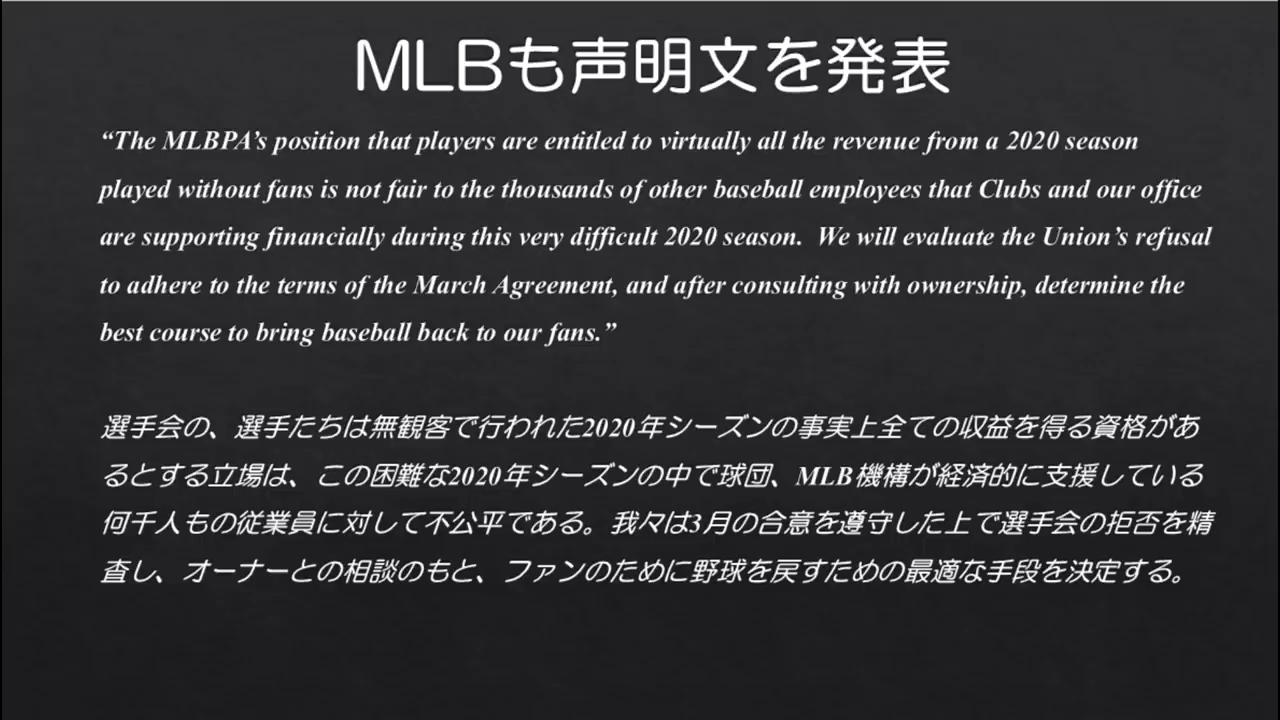 MLBも声明文を発表
“The MLBPA’s position that players are entitled to virtually all the revenue from a 2020 season
played without fans is not fair to the thousands of other baseball employees that Clubs and our office
are supporting financially during this very difficult 2020 season.  We will evaluate the Union’s refusal
to adhere to the terms of the March Agreement, and after consulting with ownership, determine the
best course to bring baseball back to our fans.”
選手会の、選手たちは無観客で行われた2020年シーズンの事実上全ての収益を得る資格があ
るとする立場は、この困難な2020年シーズンの中で球団、MLB機構が経済的に支援している
何千人もの従業員に対して不公平である。我々は3月の合意を遵守した上で選手会の拒否を精
査し、オーナーとの相談のもと、ファンのために野球を戻すための最適な手段を決定する。